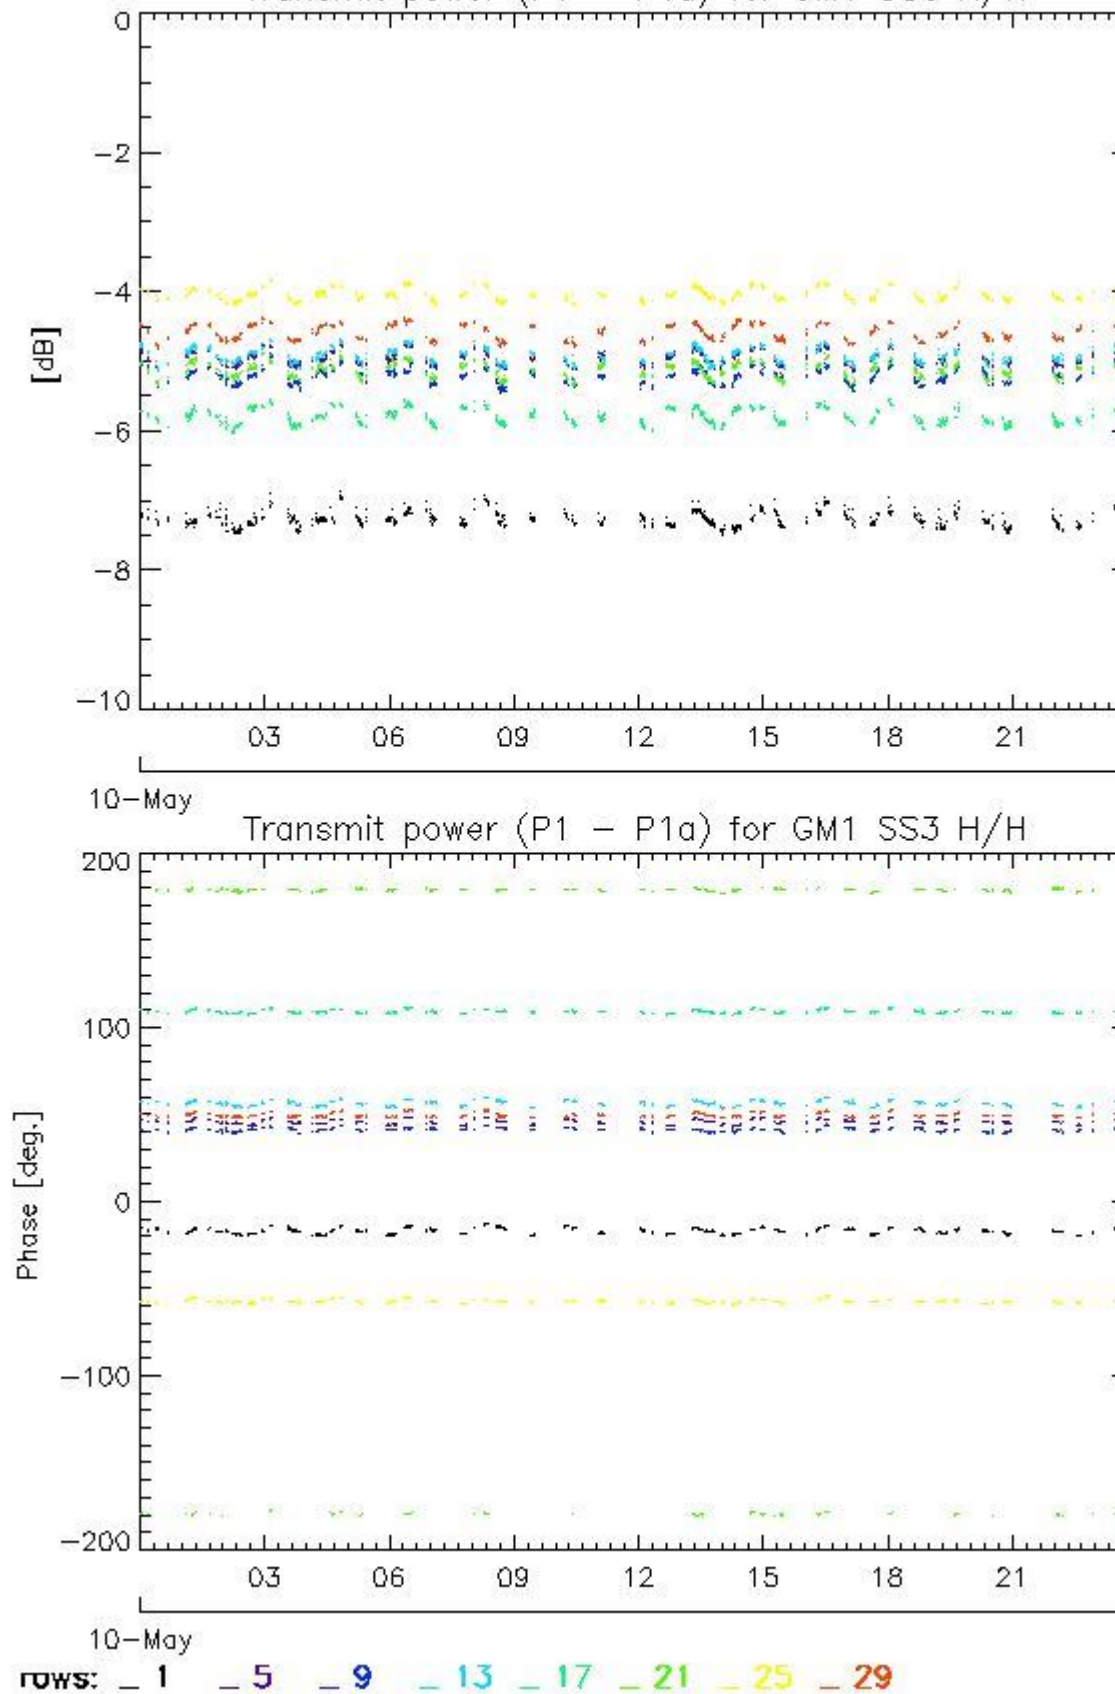 0
−2
−4
[dB]
−6
−8
−10
03 06 09 12 15 18 21
10−May
Transmit power (P1 − P1a) for GM1 SS3 H/H
200
100
0
Phase [deg.]
−100
−200
03 06 09 12 15 18 21
10−May
rows: _ 1 _ 5 _ 9 _ 13 _ 17 _ 21 _ 25 _ 29